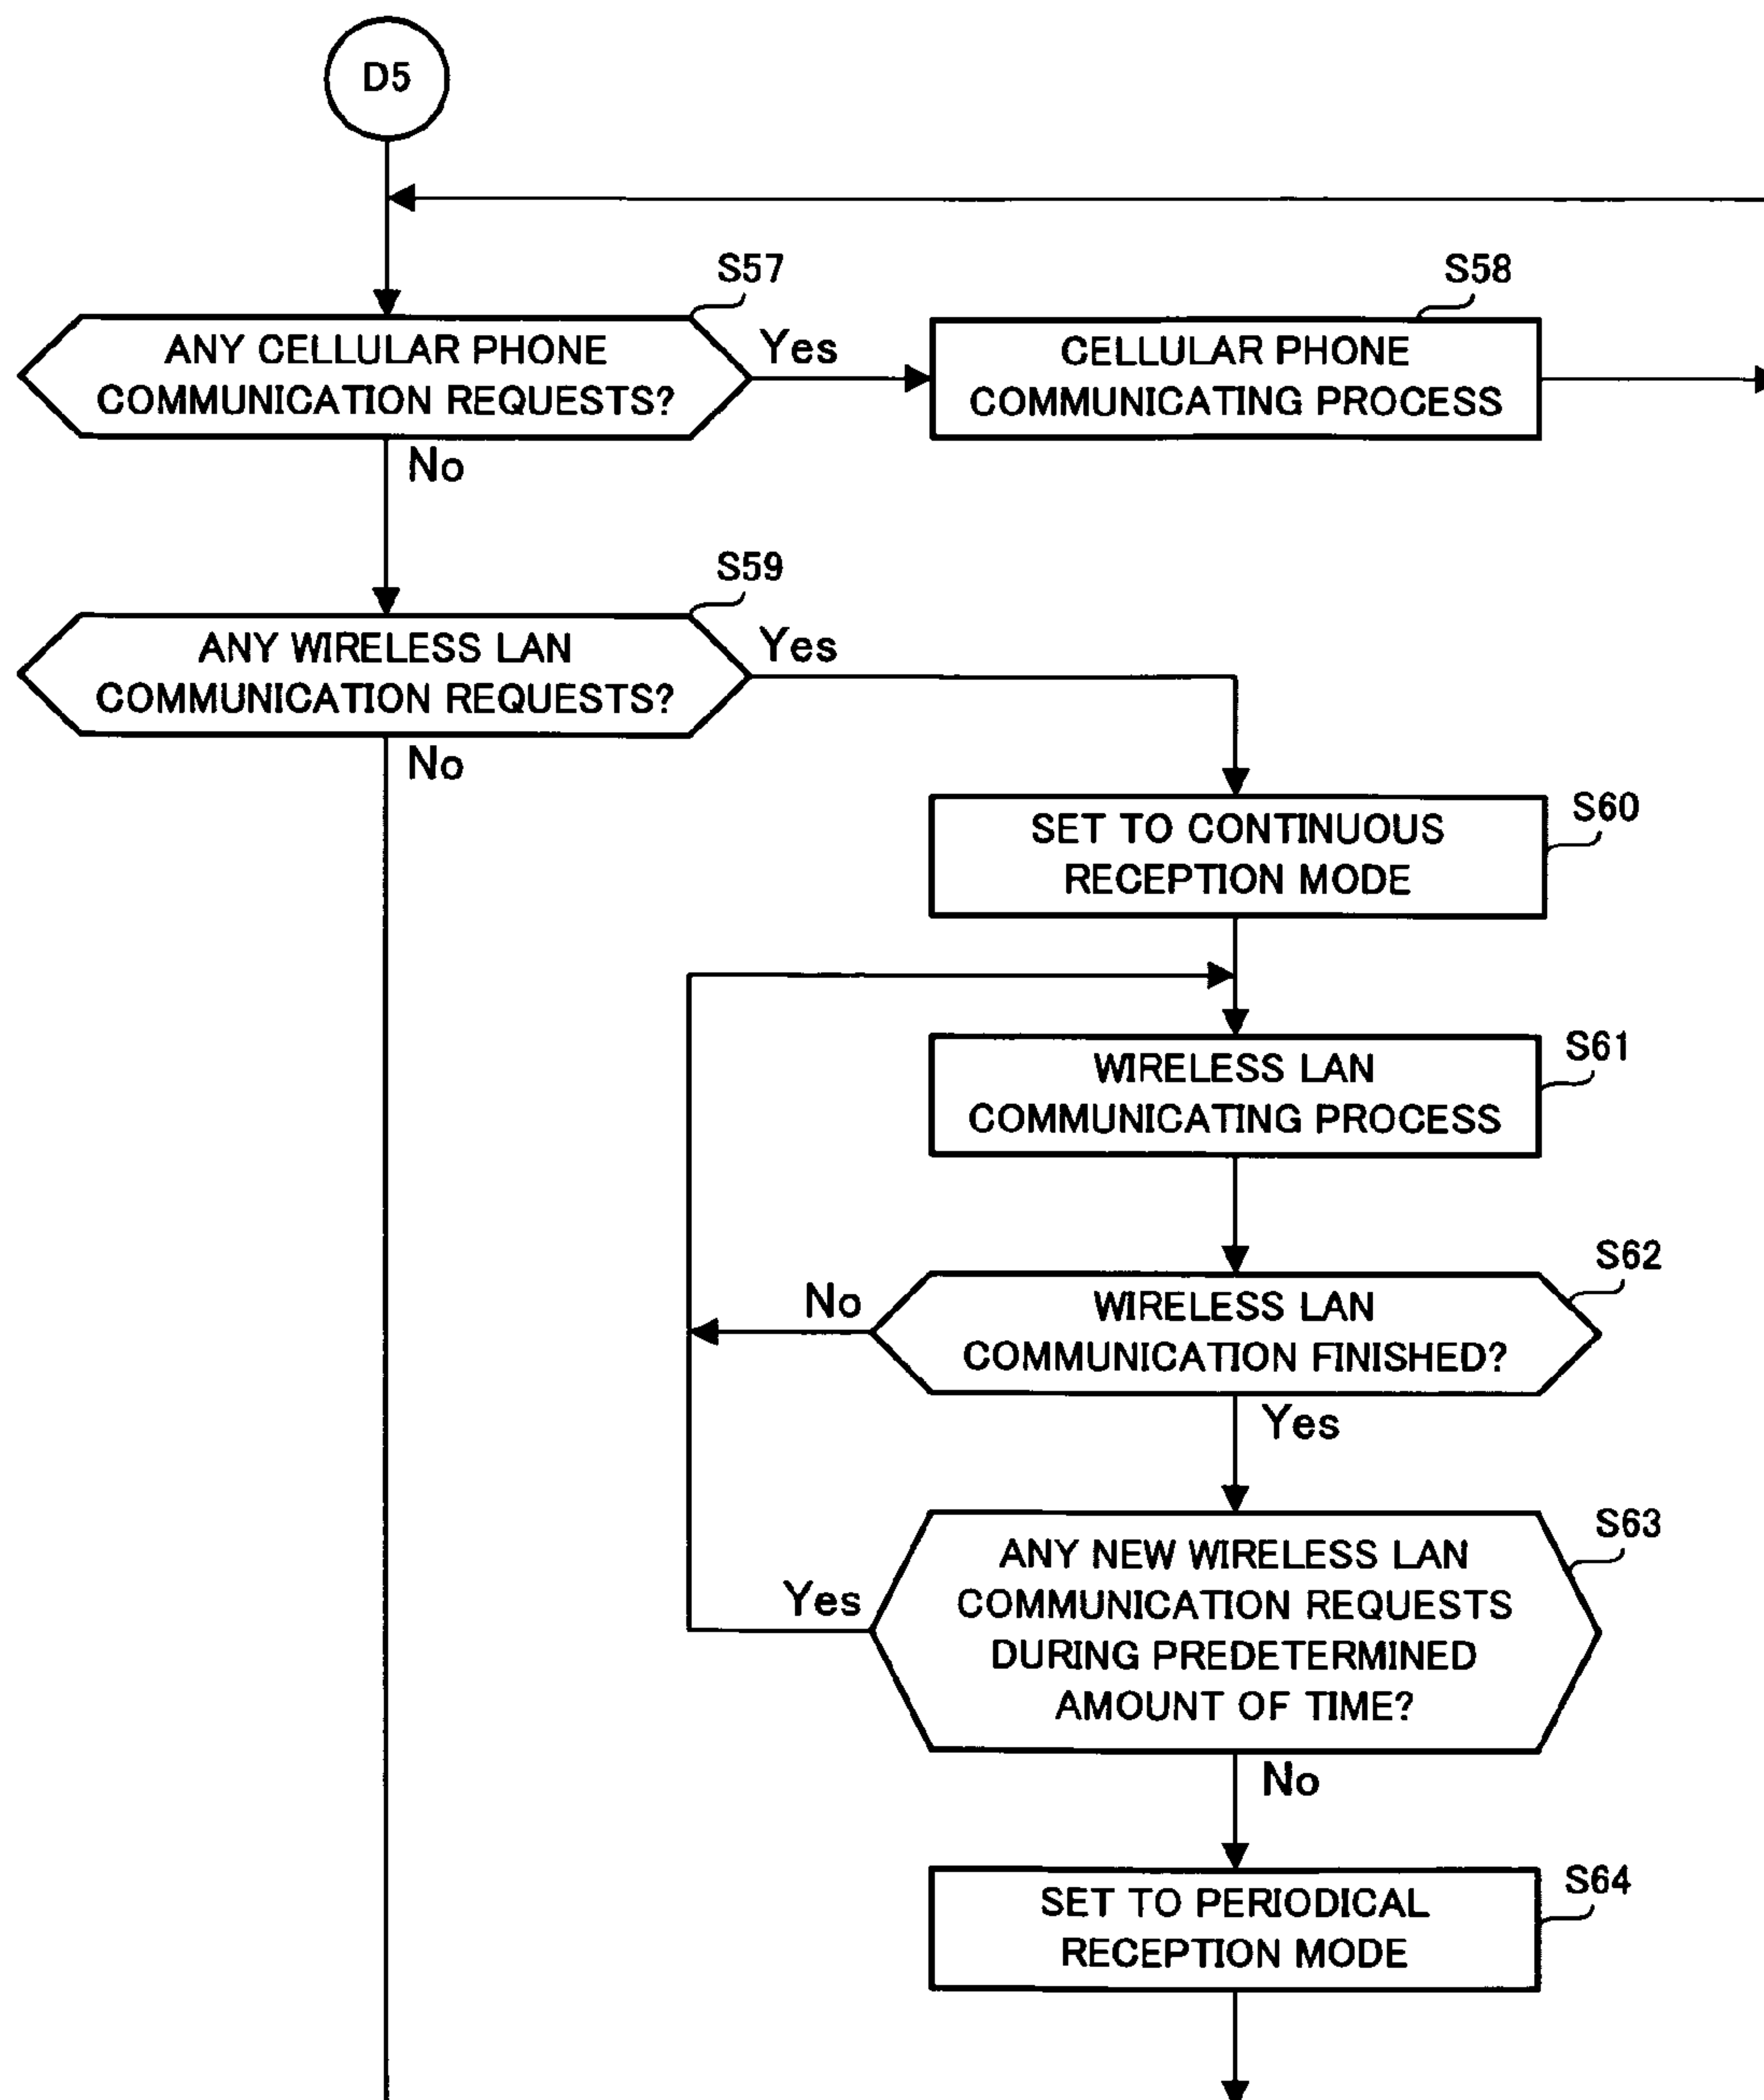 D5
S57
ANY CELLULAR PHONE
COMMUNICATION REQUESTS?
Yes
No
S58
CELLULAR PHONE
COMMUNICATING PROCESS
S59
ANY WIRELESS LAN
COMMUNICATION REQUESTS?
Yes
No
S60
SET TO CONTINUOUS
RECEPTION MODE
S61
WIRELESS LAN
COMMUNICATING PROCESS
S62
WIRELESS LAN
COMMUNICATION FINISHED?
No
Yes
S63
ANY NEW WIRELESS LAN
COMMUNICATION REQUESTS
DURING PREDETERMINED
AMOUNT OF TIME?
Yes
No
S64
SET TO PERIODICAL
RECEPTION MODE